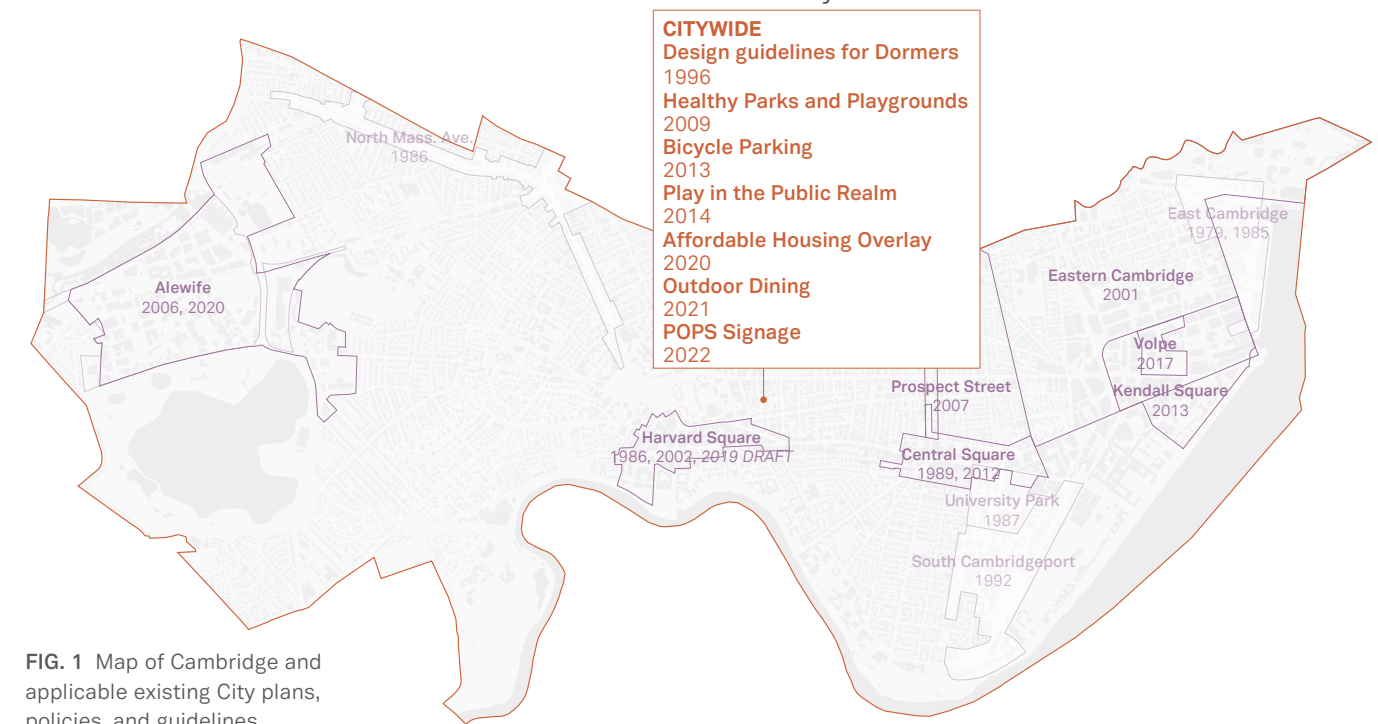 CITYWIDE
Design guidelines for Dormers
1996
Healthy Parks and Playgrounds
2009
Bicycle Parking
2013
Play in the Public Realm
2014
Affordable Housing Overlay
2020
Outdoor Dining
2021
POPS Signage
2022
North Mass. Ave.
1986
East Cambridge
1979, 1985
Eastern Cambridge
2001
Alewife
2006, 2020
Volpe
2017
Kendall Square
2013
Prospect Street
2007
Harvard Square
1986, 2002, 2019 DRAFT
Central Square
1989, 2012
University Park
1987
South Cambridgeport
1992
FIG. 1 Map of Cambridge and
applicable existing City plans,
policies, and guidelines